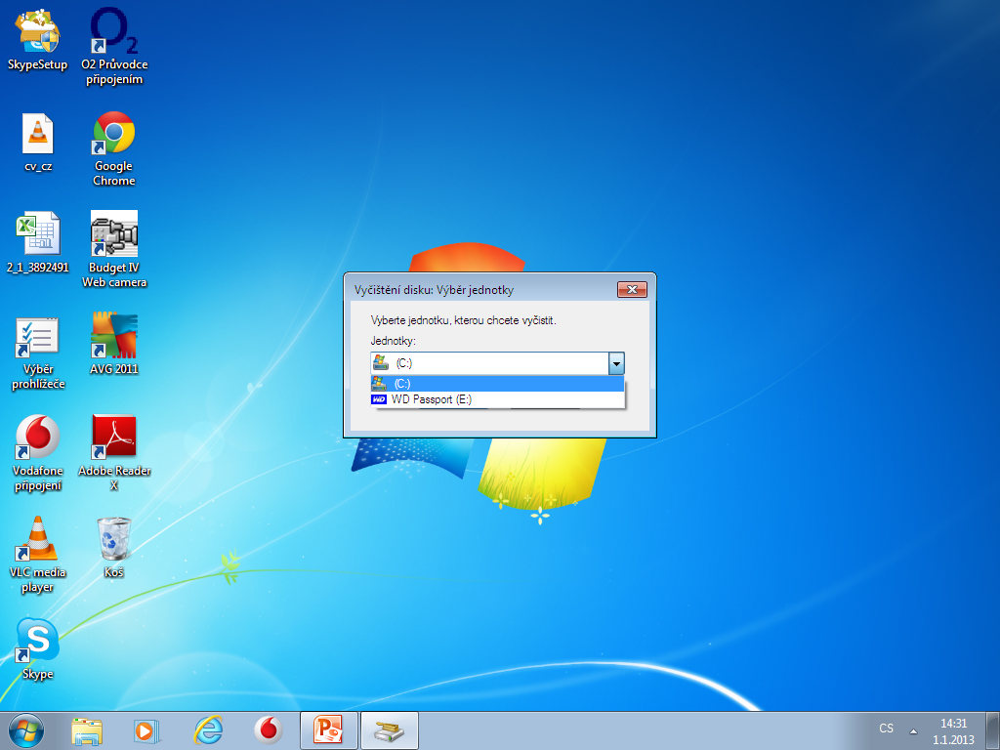 SkypeSetup
O2 Průvodce
připojením
cv_cz
Google
Chrome
2_1_3892491
Budget IV
Web camera
Výběr
prohlížeče
AVG 2011
Vodafone
připojení
Adobe Reader
X
VLC media
player
Koš
S
Skype
Vyčištění disku: Výběr jednotky
Vyberte jednotku, kterou chcete vyčistit.
Jednotky:
(C:)
(C:)
WD WD Passport (E:)
CS
14:31
1.1.2013